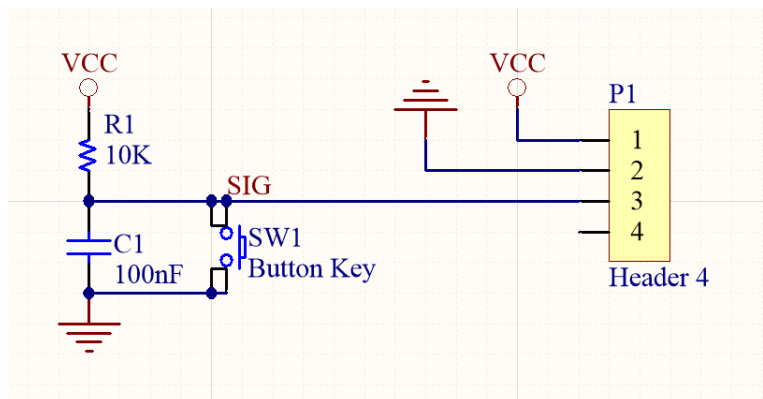 VCC
VCC
P1
R1
10K
1
2
SIG
3
4
SW1
C1
Button Key
100nF
Header 4